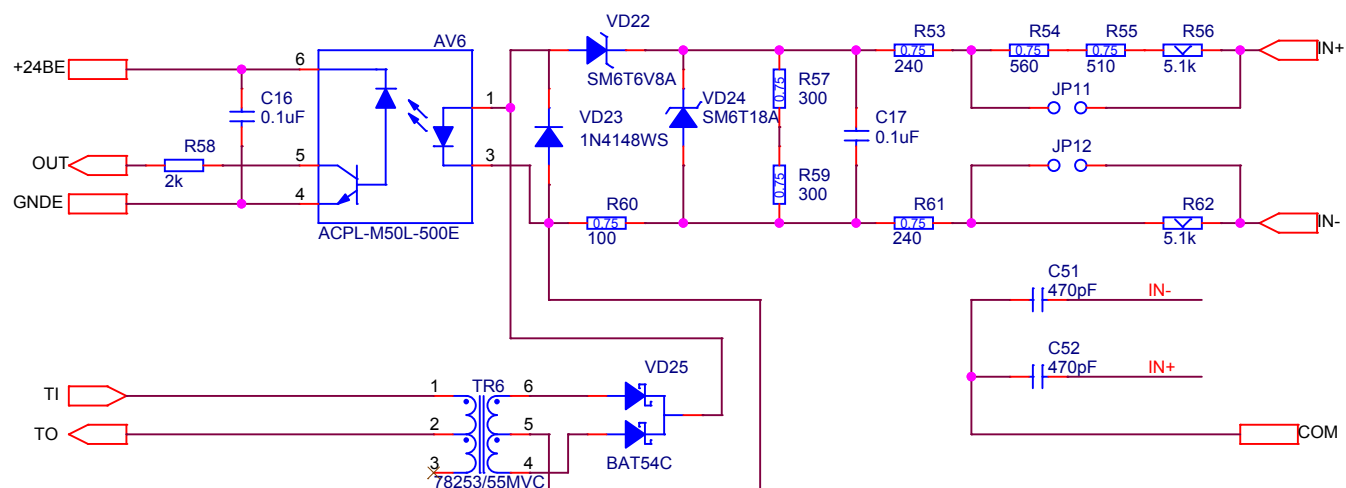 VD22
SM6T6V8A
R53
0.75
240
R54
0.75
560
R55
0.75
510
R56
5.1k
IN+
AV6
+24BE
6
C16
0.1uF
1
VD23
1N4148WS
VD24
SM6T18A
0.75
R57
300
C17
0.1uF
JP11
JP12
OUT
R58
2k
5
3
0.75
R59
300
GNDE
4
ACPL-M50L-500E
R60
0.75
100
R61
0.75
240
R62
5.1k
IN-
C51
470pF
IN-
C52
470pF
IN+
VD25
TI
1
TR6
6
TO
2
5
COM
3
4
BAT54C
78253/55MVC